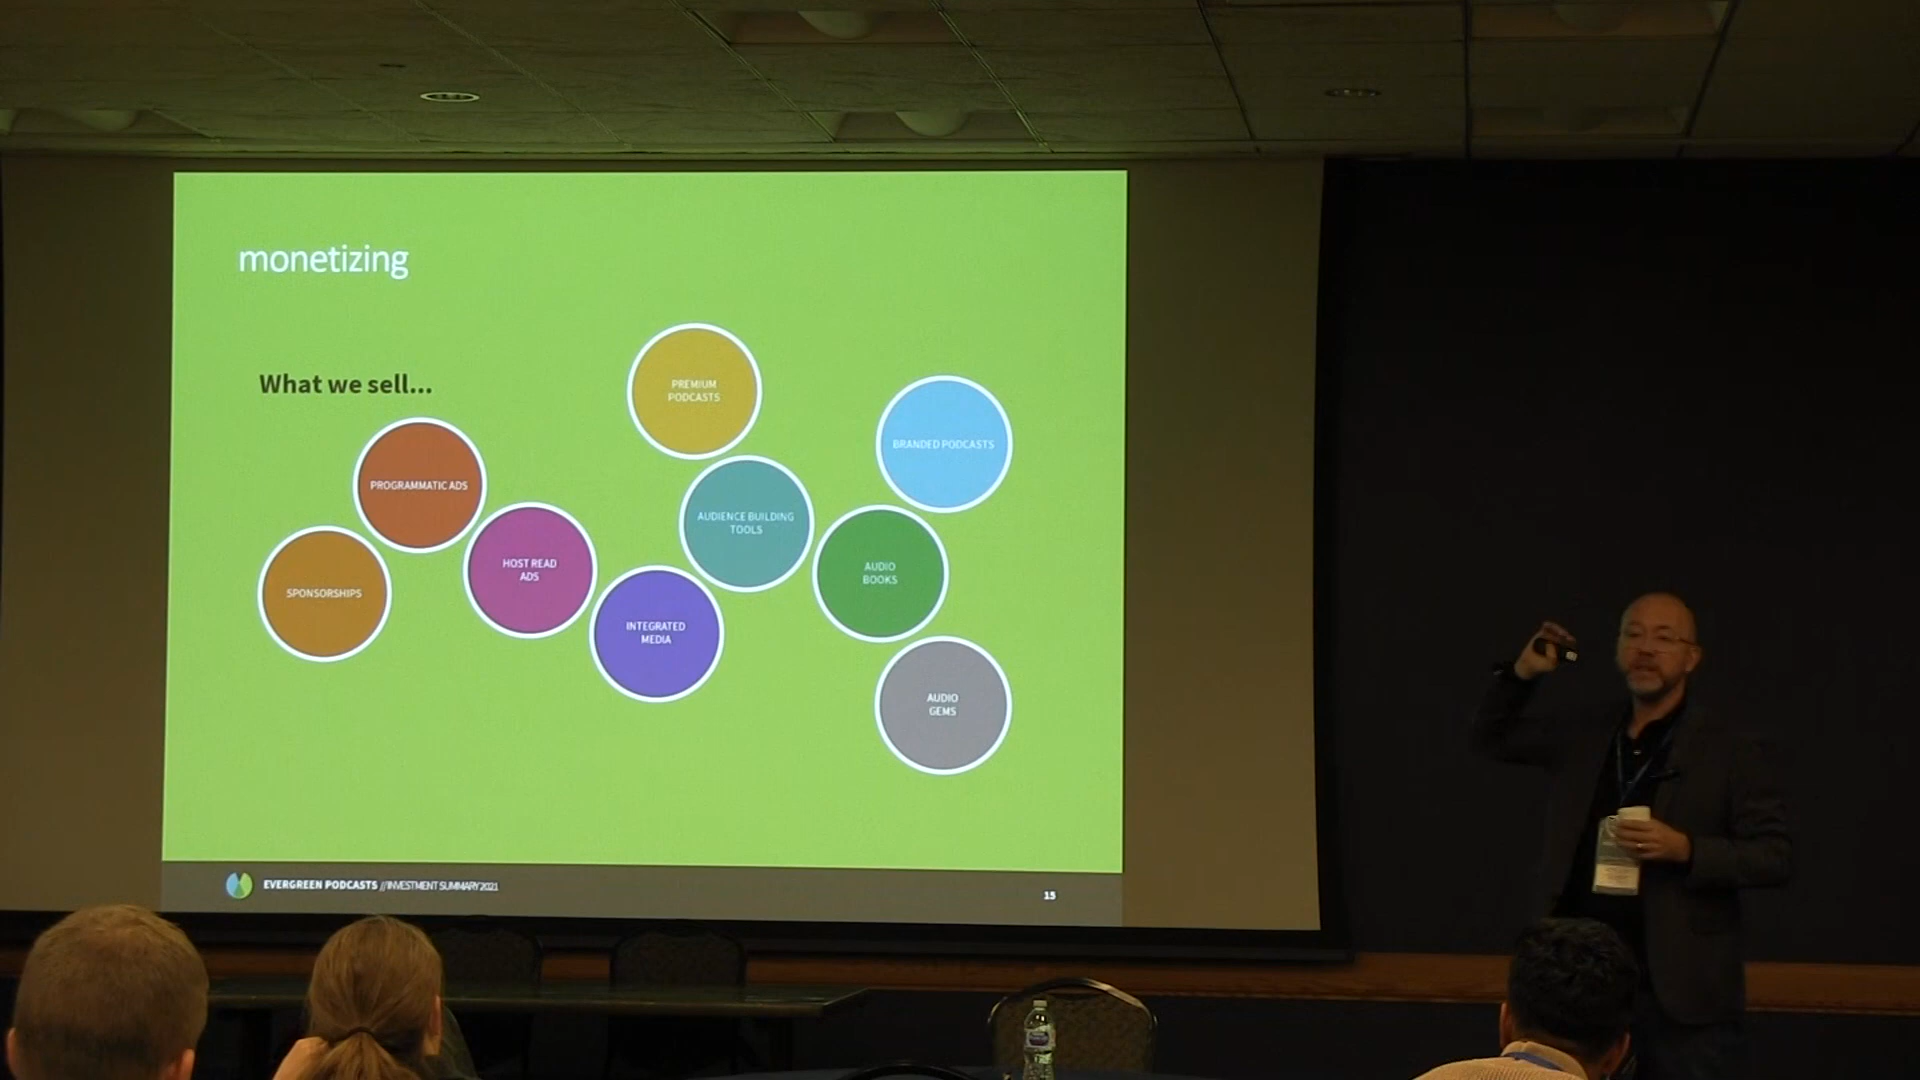 monetizing
What we sell...
PREMIUM
PODCASTS
BRANDED PODCASTS
PROGRAMMATIC ADS
AUDIENCE BUILDING
TOOLS
HOST READ
ADS
AUDIO
BOOKS
SPONSORSHIPS
INTEGRATED
MEDIA
AUDIO
GEMS
EVERGREEN PODCASTS // INVESTMENT SUMMARY 2021
15